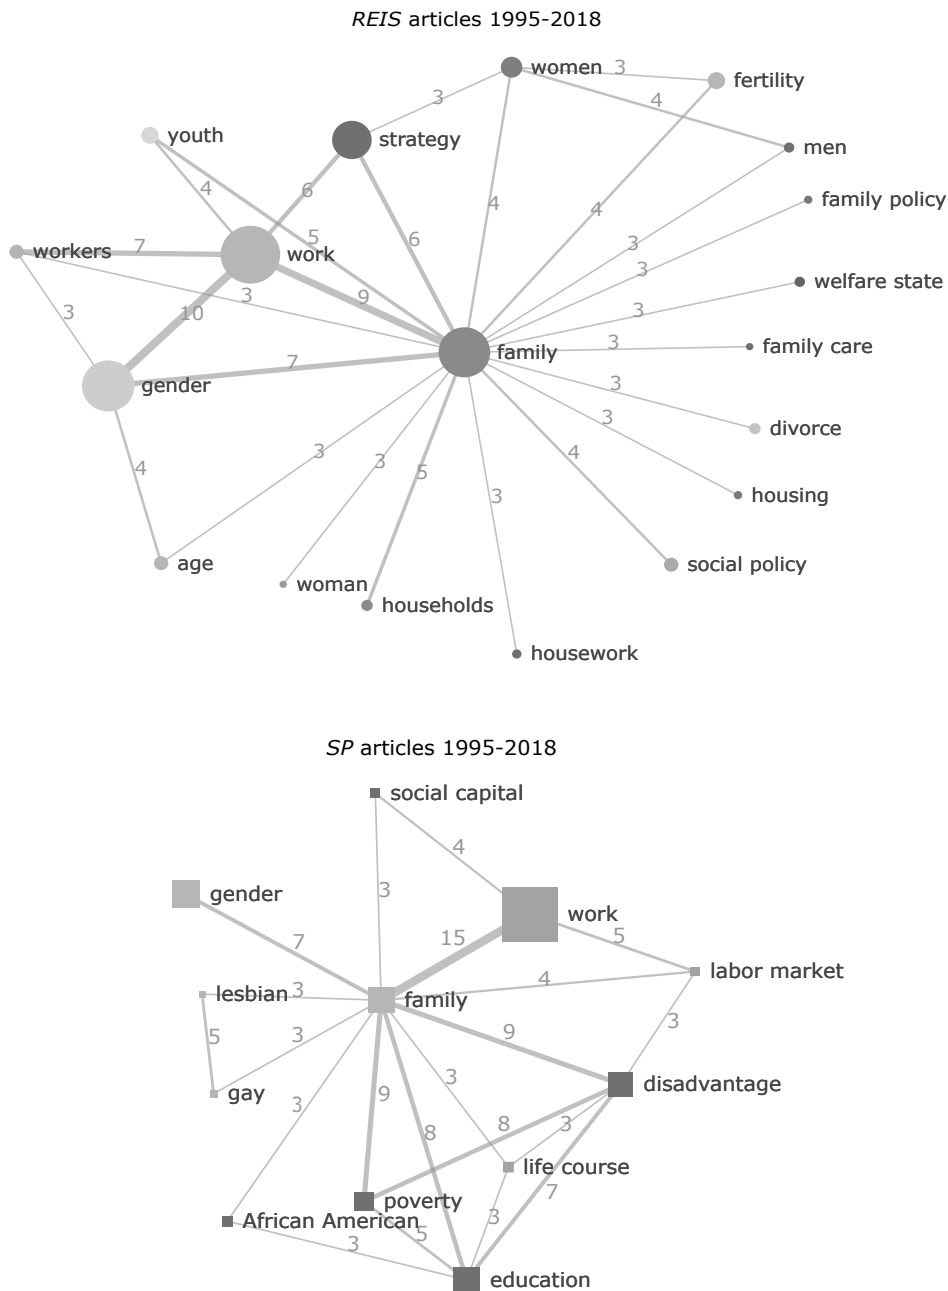 REIS articles 1995-2018
women
3
fertility
4
3
youth
strategy
men
4
6
family policy
4
4
workers
7
work
5
6
3
3
welfare state
3
9
3
3
10
family
3
family care
7
gender
3
divorce
3
4
3
3
5
4
housing
3
age
woman
social policy
households
housework
SP articles 1995-2018
social capital
4
gender
3
work
7
15
5
labor market
lesbian
3
family
4
5
3
9
3
gay
3
3
9
disadvantage
8
8
3
life course
poverty
7
African American
3
5
3
education